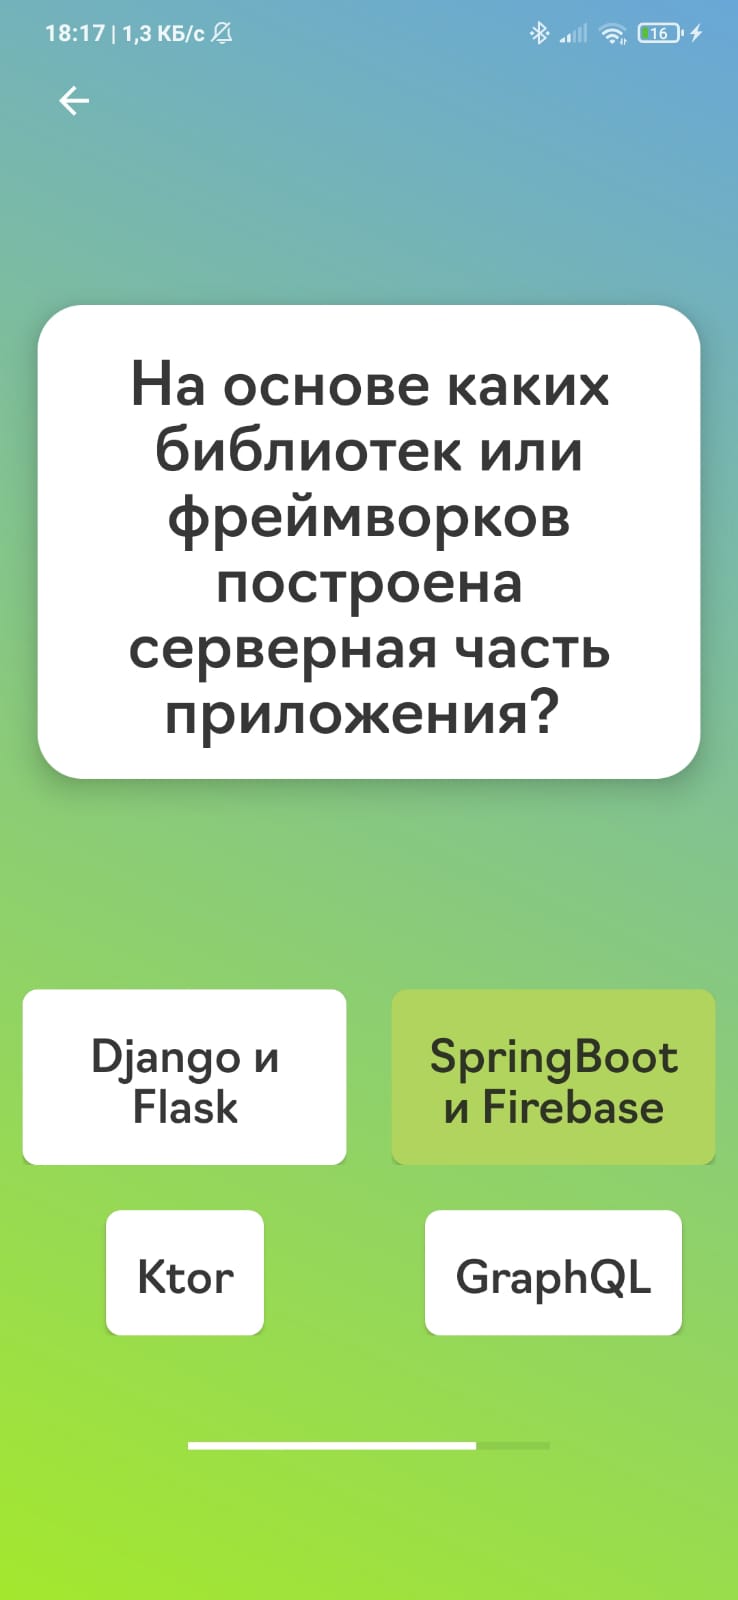 18:17 | 1,3 КБ/с
16
На основе каких
библиотек или
фреймворков
построена
серверная часть
приложения?
Django и
Flask
SpringBoot
и Firebase
Ktor
GraphQL